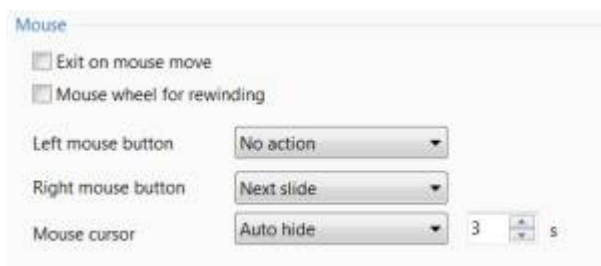 Mouse
Exit on mouse move
Mouse wheel for rewinding
Left mouse button No action
Right mouse button Next slide
Mouse cursor Auto hide 3 s